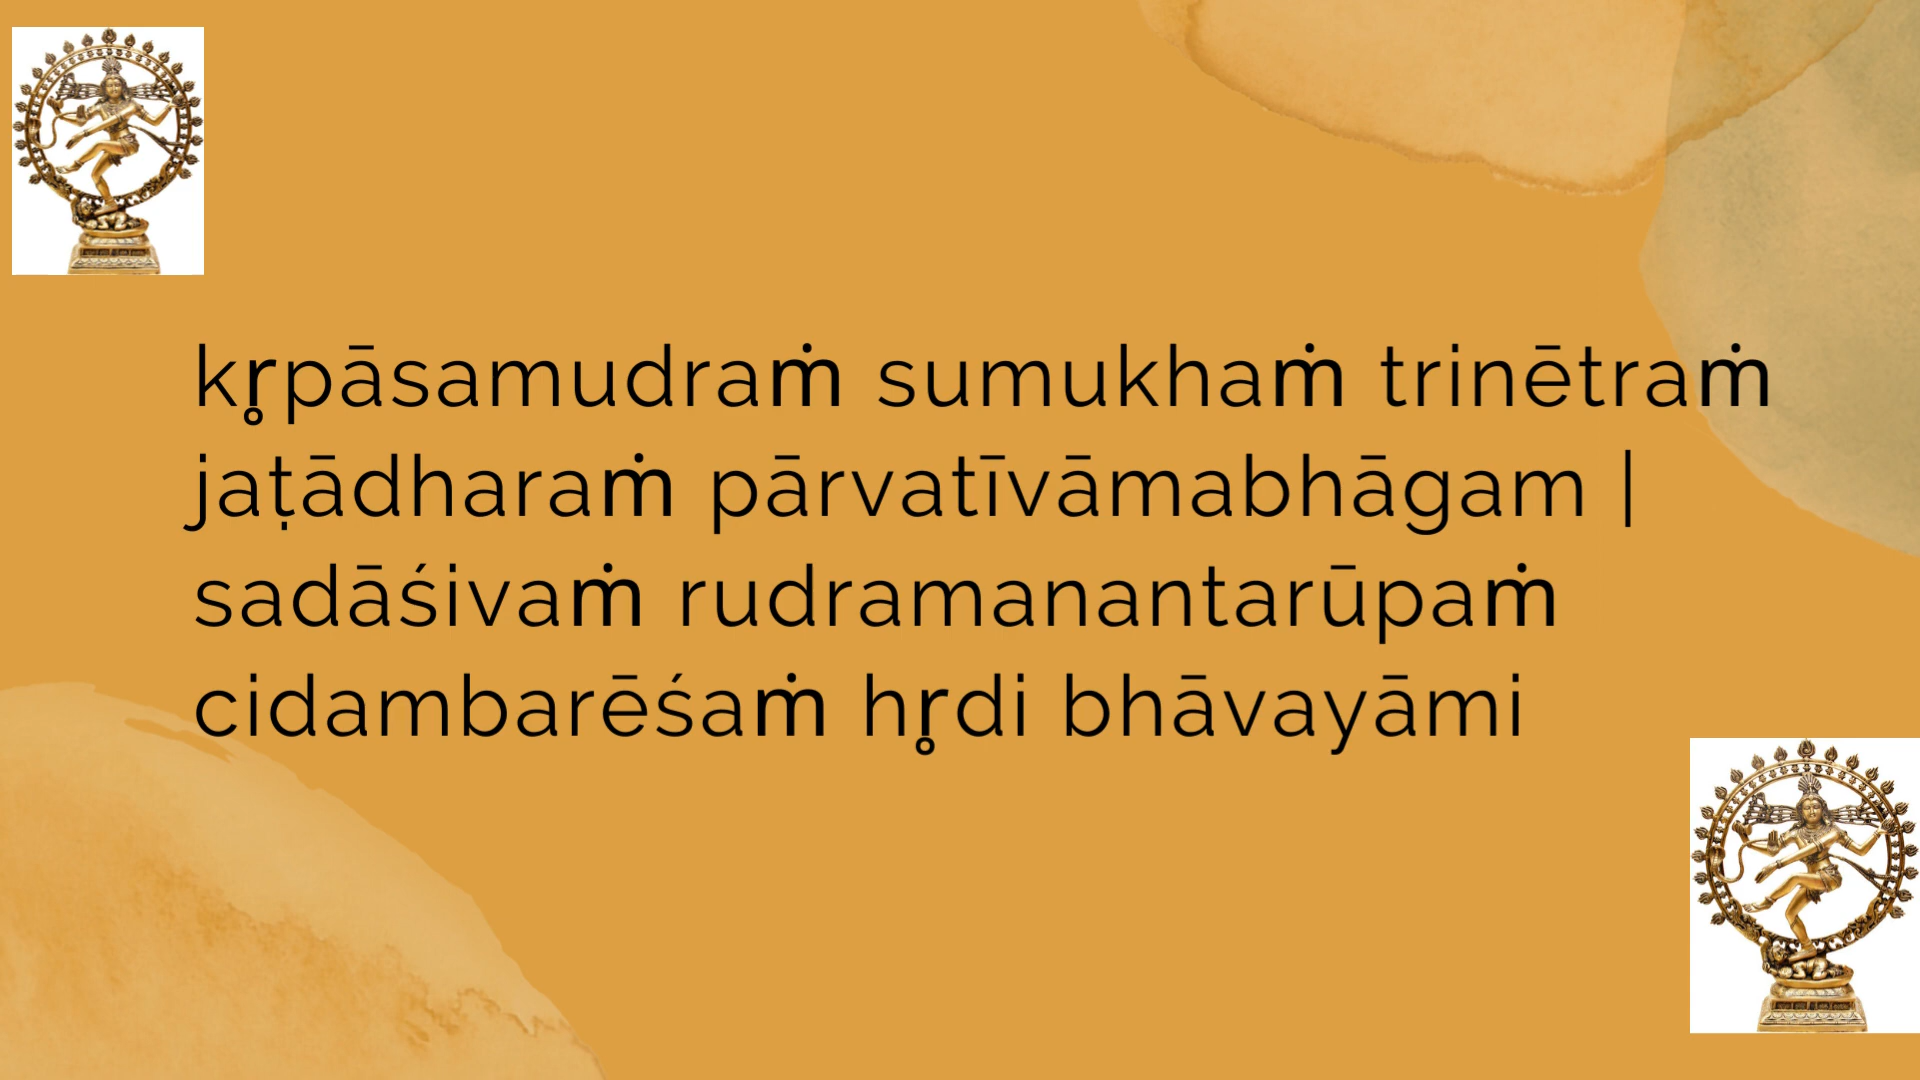 kr̥pāsamudraṁ sumukhaṁ trinētraṁ
jaṭādharaṁ pārvatīvāmabhāgam |
sadāśivaṁ rudramanantarūpaṁ
cidambarēśaṁ hr̥di bhāvayāmi